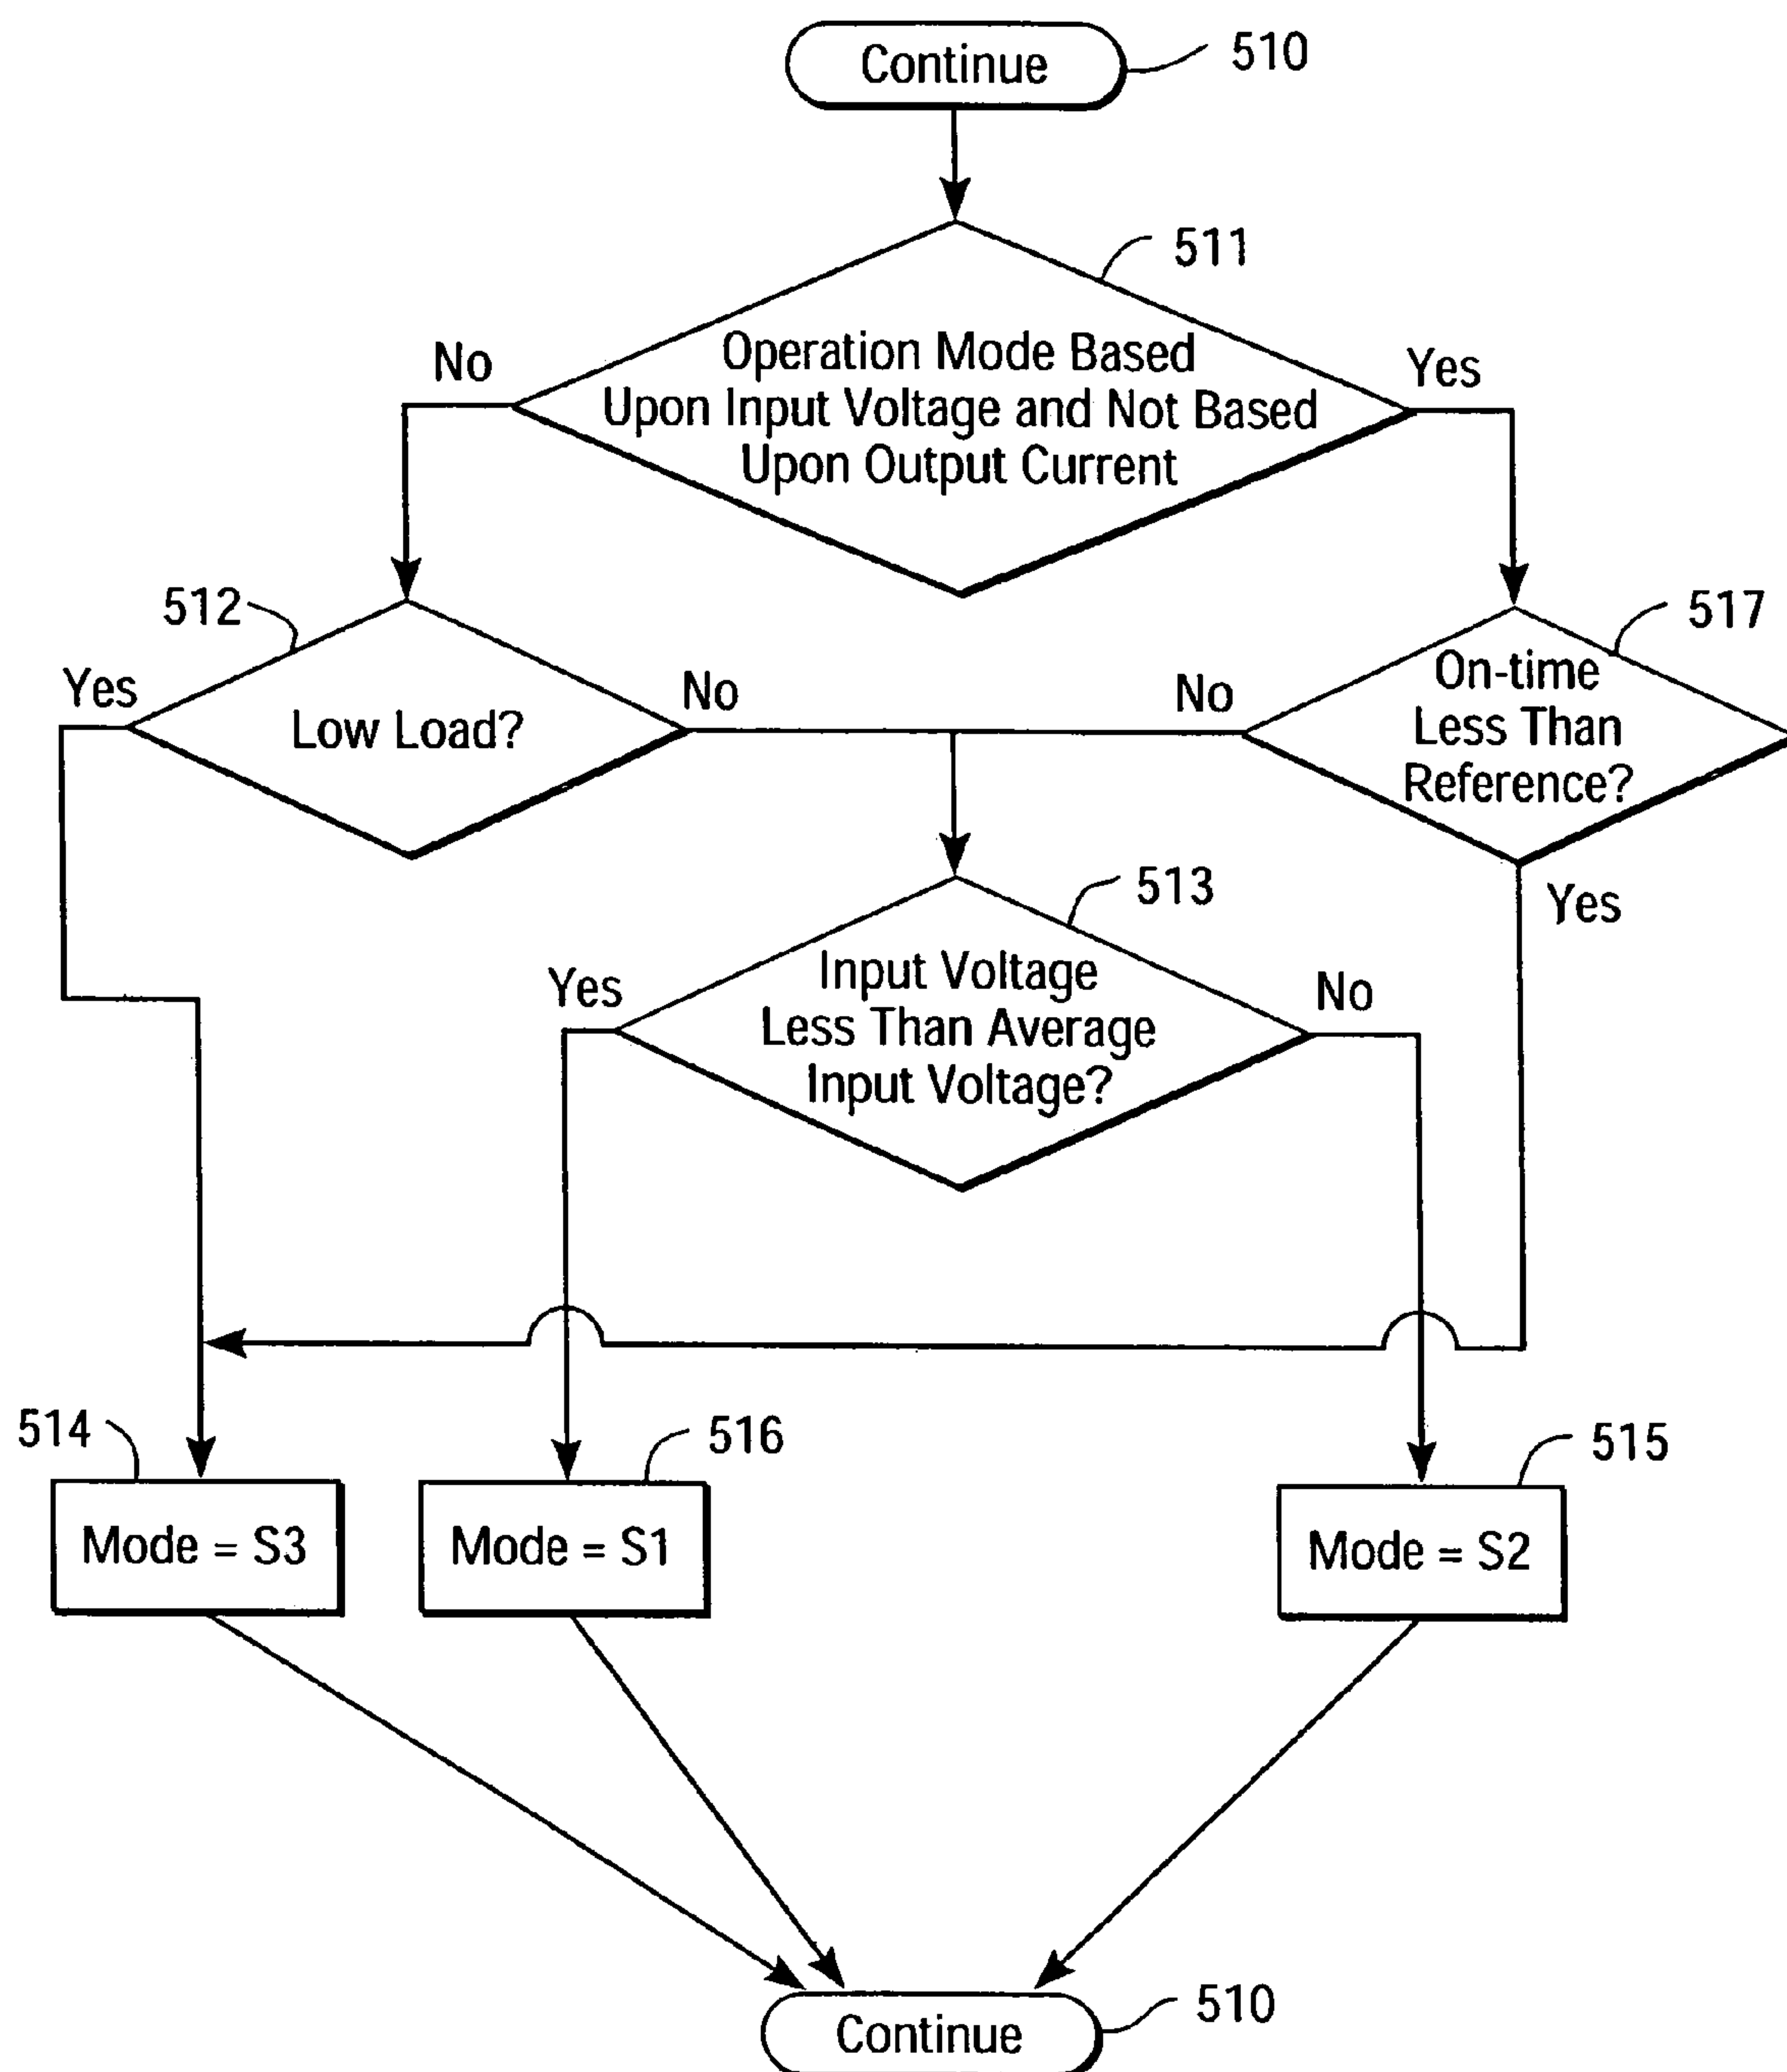 Continue
510
511
Operation Mode Based
Upon Input Voltage and Not Based
Upon Output Current
No
Yes
512
517
Yes
Low Load?
No
No
On-time
Less Than
Reference?
513
Yes
Yes
Input Voltage
Less Than Average
Input Voltage?
No
514
516
515
Mode = S3
Mode = S1
Mode = S2
Continue
510